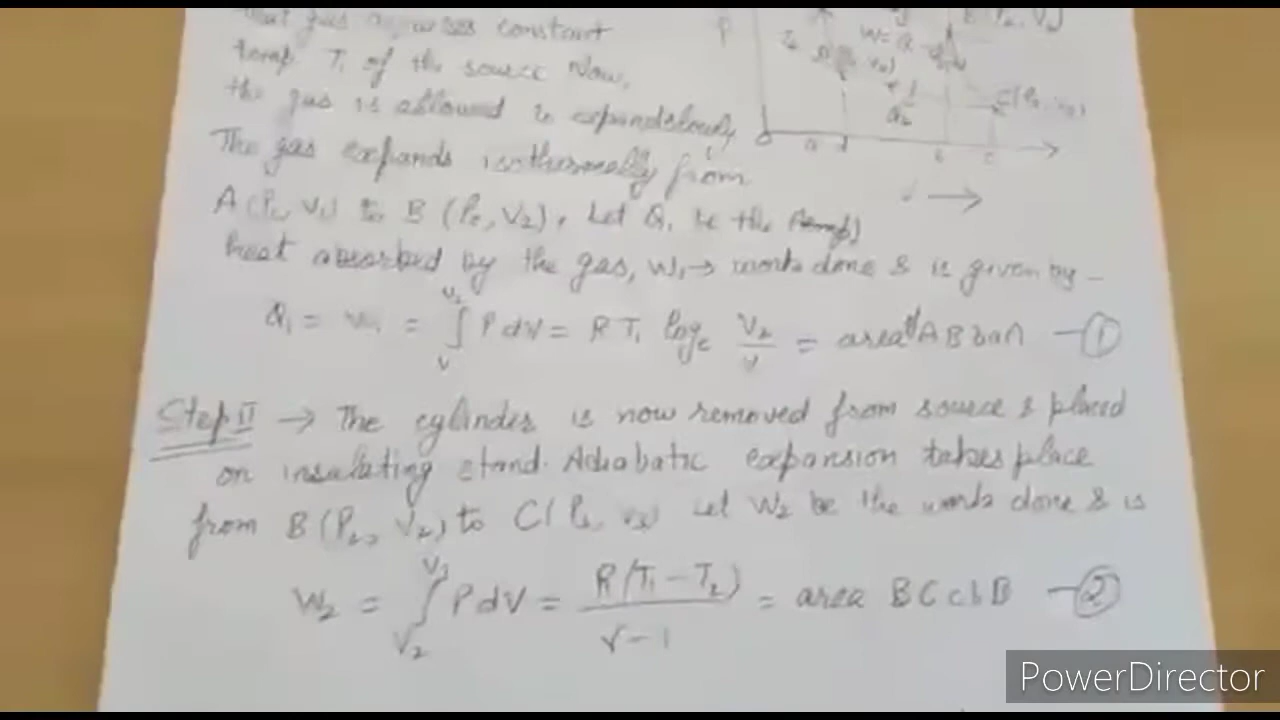 constant
temp T₁ of the source Now,
the gas is allowed to expand slowly
The gas expands isothermally from
A(P₁, V₁) to B (P₂, V₂). Let Q₁ be the
heat absorbed by the gas, W₁→ work done & is given by –
Q₁ = W₁ = ∫ P dV = R T₁ logₑ V₂/V = area ABbaA —①
Step II → The cylinder is now removed from source & placed
on insulating stand. Adiabatic expansion takes place
from B (P₂, V₂) to C( V₃) Let W₂ be the work done & is
W₂ = ∫ P dV = R(T₁ – T₂)/γ – 1 = area BCcbB —②
P
PowerDirector